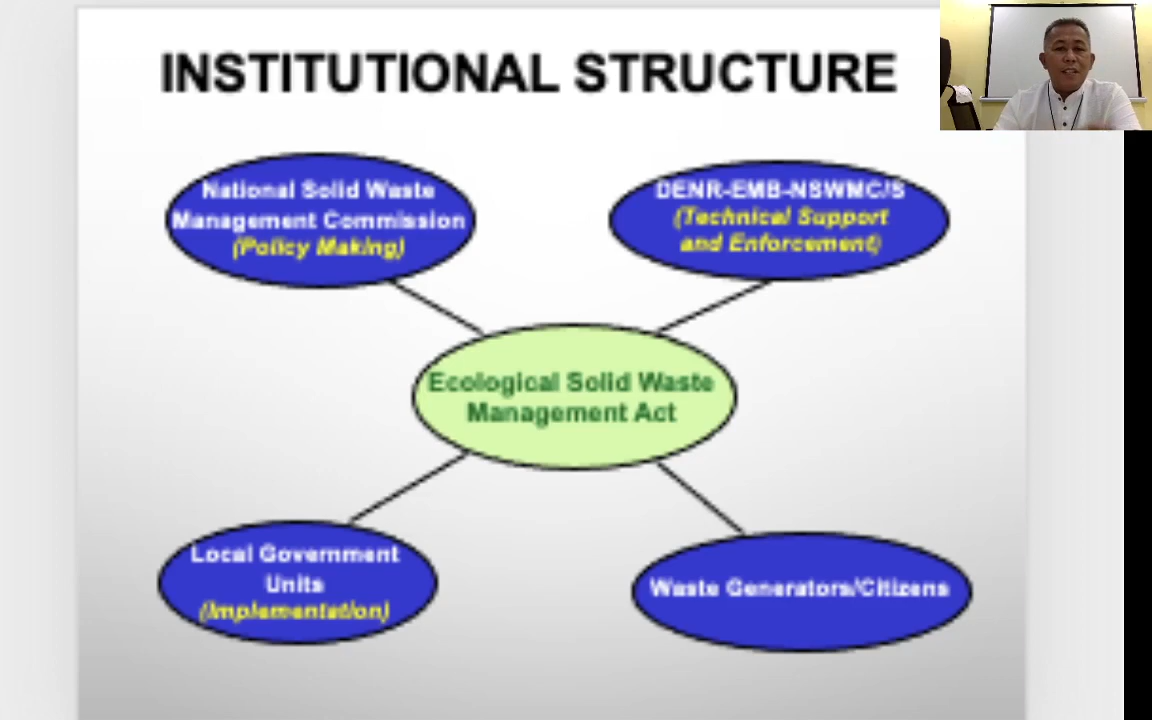 INSTITUTIONAL STRUCTURE
National Solid Waste
Management Commission
(Policy Making)
DENR-EMB-NSWMC/S
(Technical Support
and Enforcement)
Ecological Solid Waste
Management Act
Local Government
Units
(Implementation)
Waste Generators/Citizens